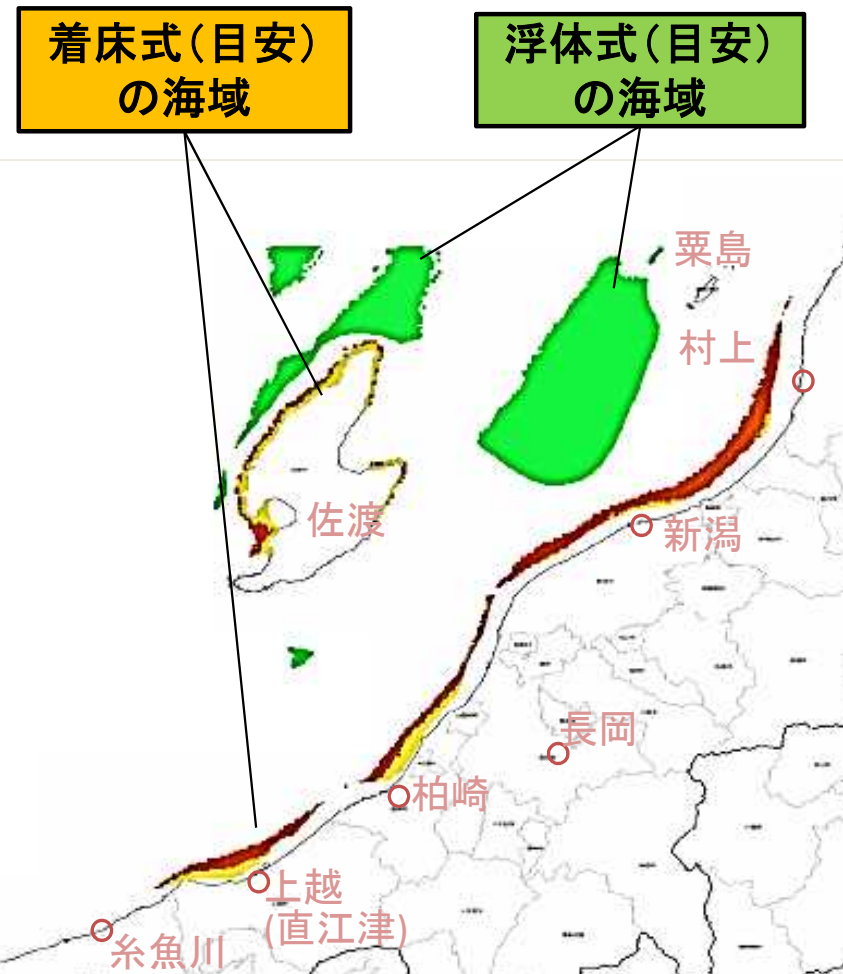 着床式(目安)
の海域
浮体式(目安)
の海域
粟島
村上
佐渡
新潟
長岡
柏崎
上越
(直江津)
糸魚川